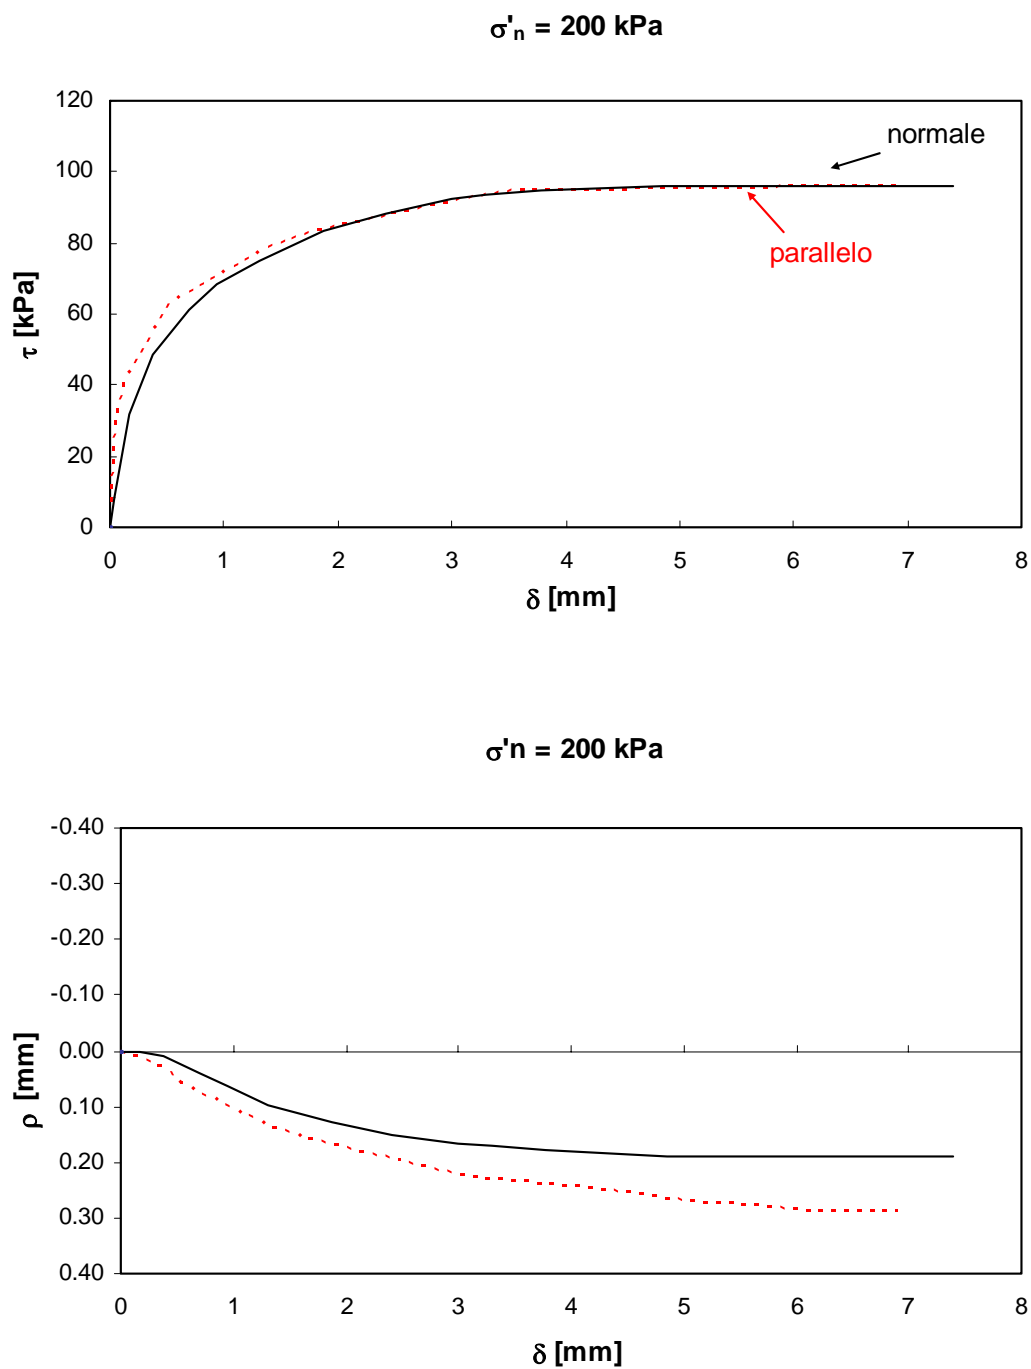 σ'n = 200 kPa
120
normale
100
parallelo
80
60
40
20
0
τ [kPa]
0 1 2 3 4 5 6 7 8
δ [mm]
σ'n = 200 kPa
-0.40
-0.30
-0.20
-0.10
0.00
0.10
0.20
0.30
0.40
ρ [mm]
0 1 2 3 4 5 6 7 8
δ [mm]